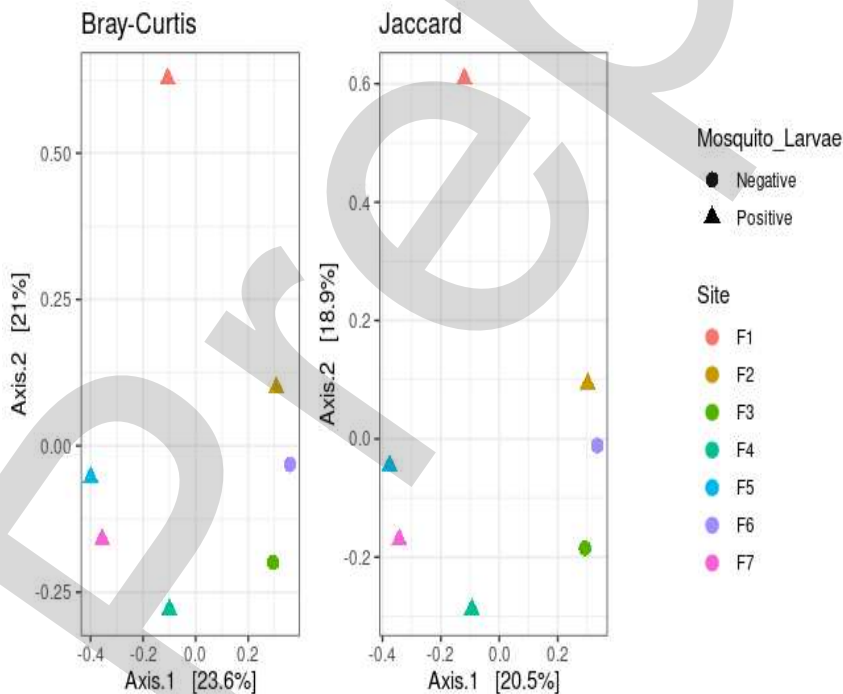 Bray-Curtis
Jaccard
0.50
0.25
0.00
-0.25
Axis.2 [21%]
-0.4 -0.2 0.0 0.2
Axis.1 [23.6%]
0.6
0.4
0.2
0.0
-0.2
Axis.2 [18.9%]
-0.4 -0.2 0.0 0.2
Axis.1 [20.5%]
Mosquito_Larvae
Negative
Positive
Site
F1
F2
F3
F4
F5
F6
F7